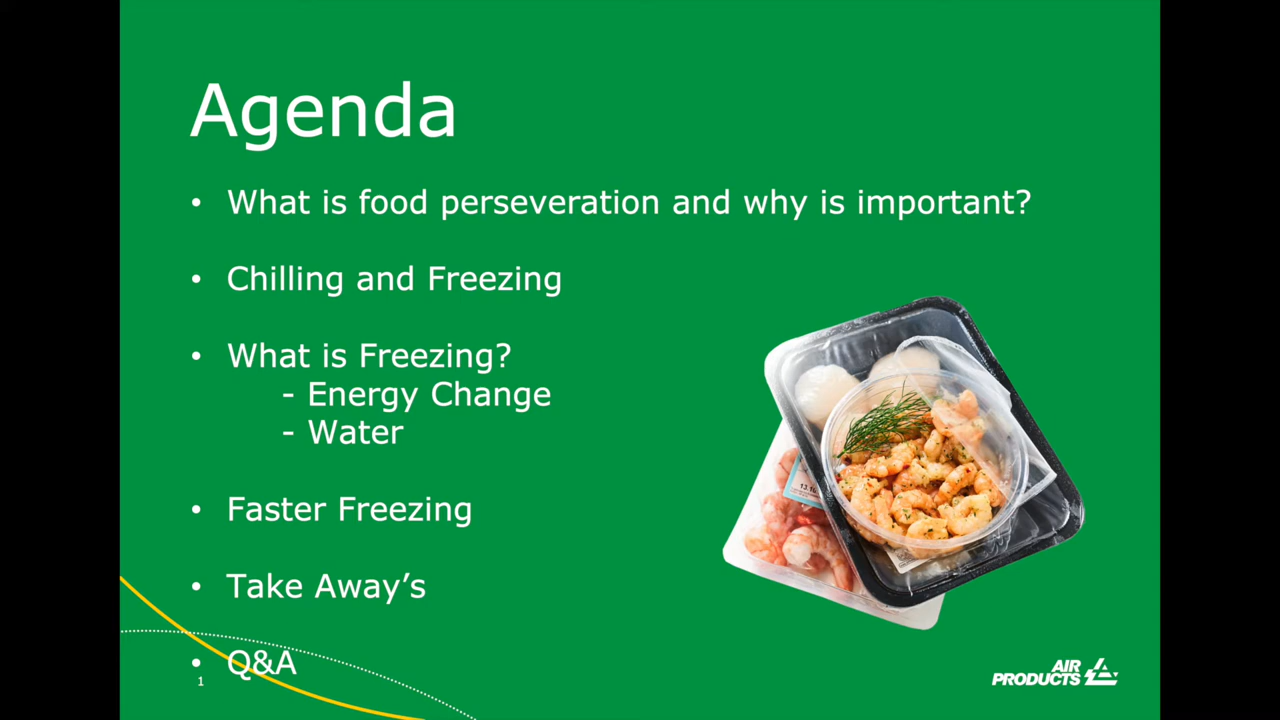 Agenda
• What is food perseveration and why is important?
• Chilling and Freezing
• What is Freezing?
- Energy Change
- Water
• Faster Freezing
• Take Away’s
• Q&A
1
AIR
PRODUCTS